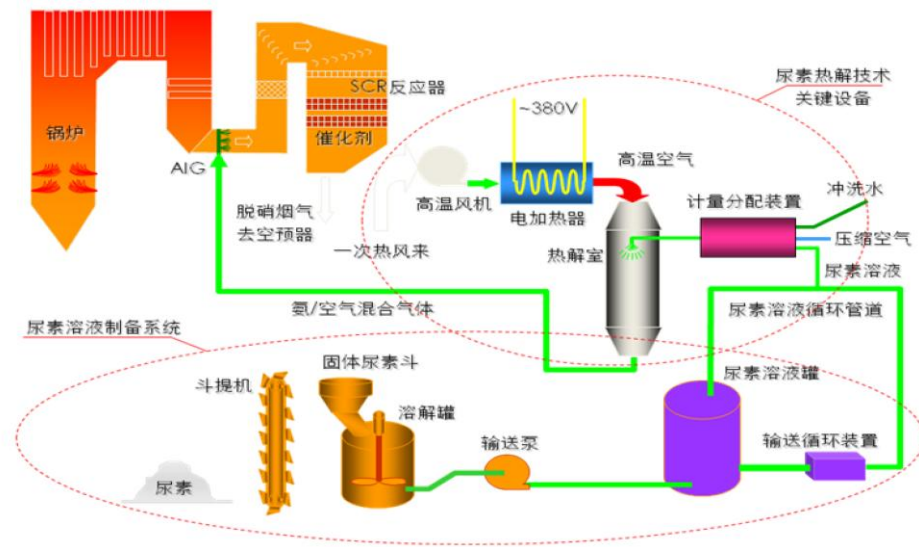 尿素热解技术
关键设备
SCR反应器
锅炉
催化剂
~380V
AIG
高温空气
高温风机
电加热器
计量分配装置
冲洗水
压缩空气
脱硝烟气
去空预器
一次热风来
热解室
尿素溶液
氨/空气混合气体
尿素溶液循环管道
尿素溶液制备系统
固体尿素斗
尿素溶液罐
斗提机
溶解罐
输送泵
输送循环装置
尿素